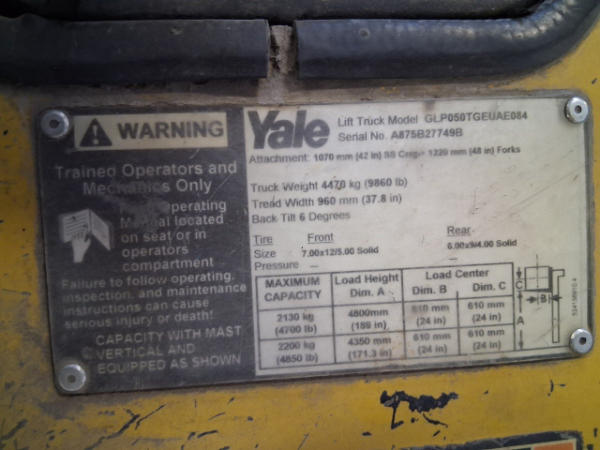 WARNING
Trained Operators and
Mechanics Only
Operating
Manual located
on seat or in
operators
compartment
Failure to follow operating,
inspection, and maintenance
instructions can cause
serious injury or death!
CAPACITY WITH MAST
VERTICAL AND
EQUIPPED AS SHOWN
Yale
Lift Truck Model GLP050TGEUAE084
Serial No. A875B27749B
Attachment: 1070 mm (42 in) SS 1220 mm (48 in) Forks
Truck Weight 4470 kg (9860 lb)
Tread Width 960 mm (37.8 in)
Back Tilt 6 Degrees
Tire Front Rear
Size 7.00x12/5.00 Solid 6.00x9/4.00 Solid
Pressure – –
MAXIMUM CAPACITY Load Height Dim. A Load Center Dim. B Dim. C
2130 kg (4700 lb) 4800mm (189 in) 610 mm (24 in) 610 mm (24 in)
2200 kg (4850 lb) 4350 mm (171.3 in) 610 mm (24 in) 610 mm (24 in)
C
B
A